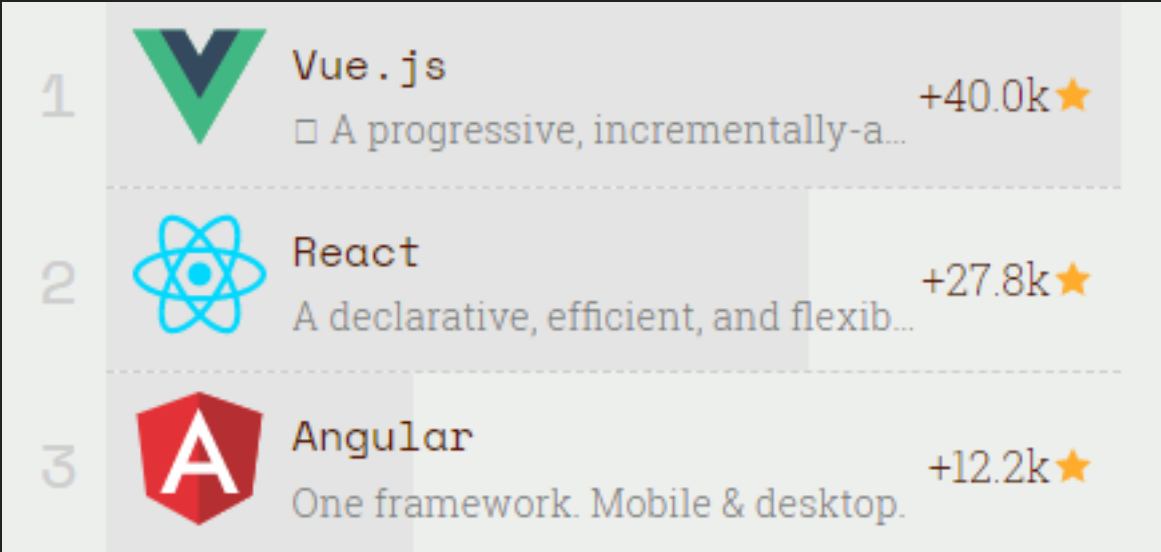 1
Vue.js
□ A progressive, incrementally-a...
+40.0k★
2
React
A declarative, efficient, and flexib...
+27.8k★
3
Angular
One framework. Mobile & desktop.
+12.2k★